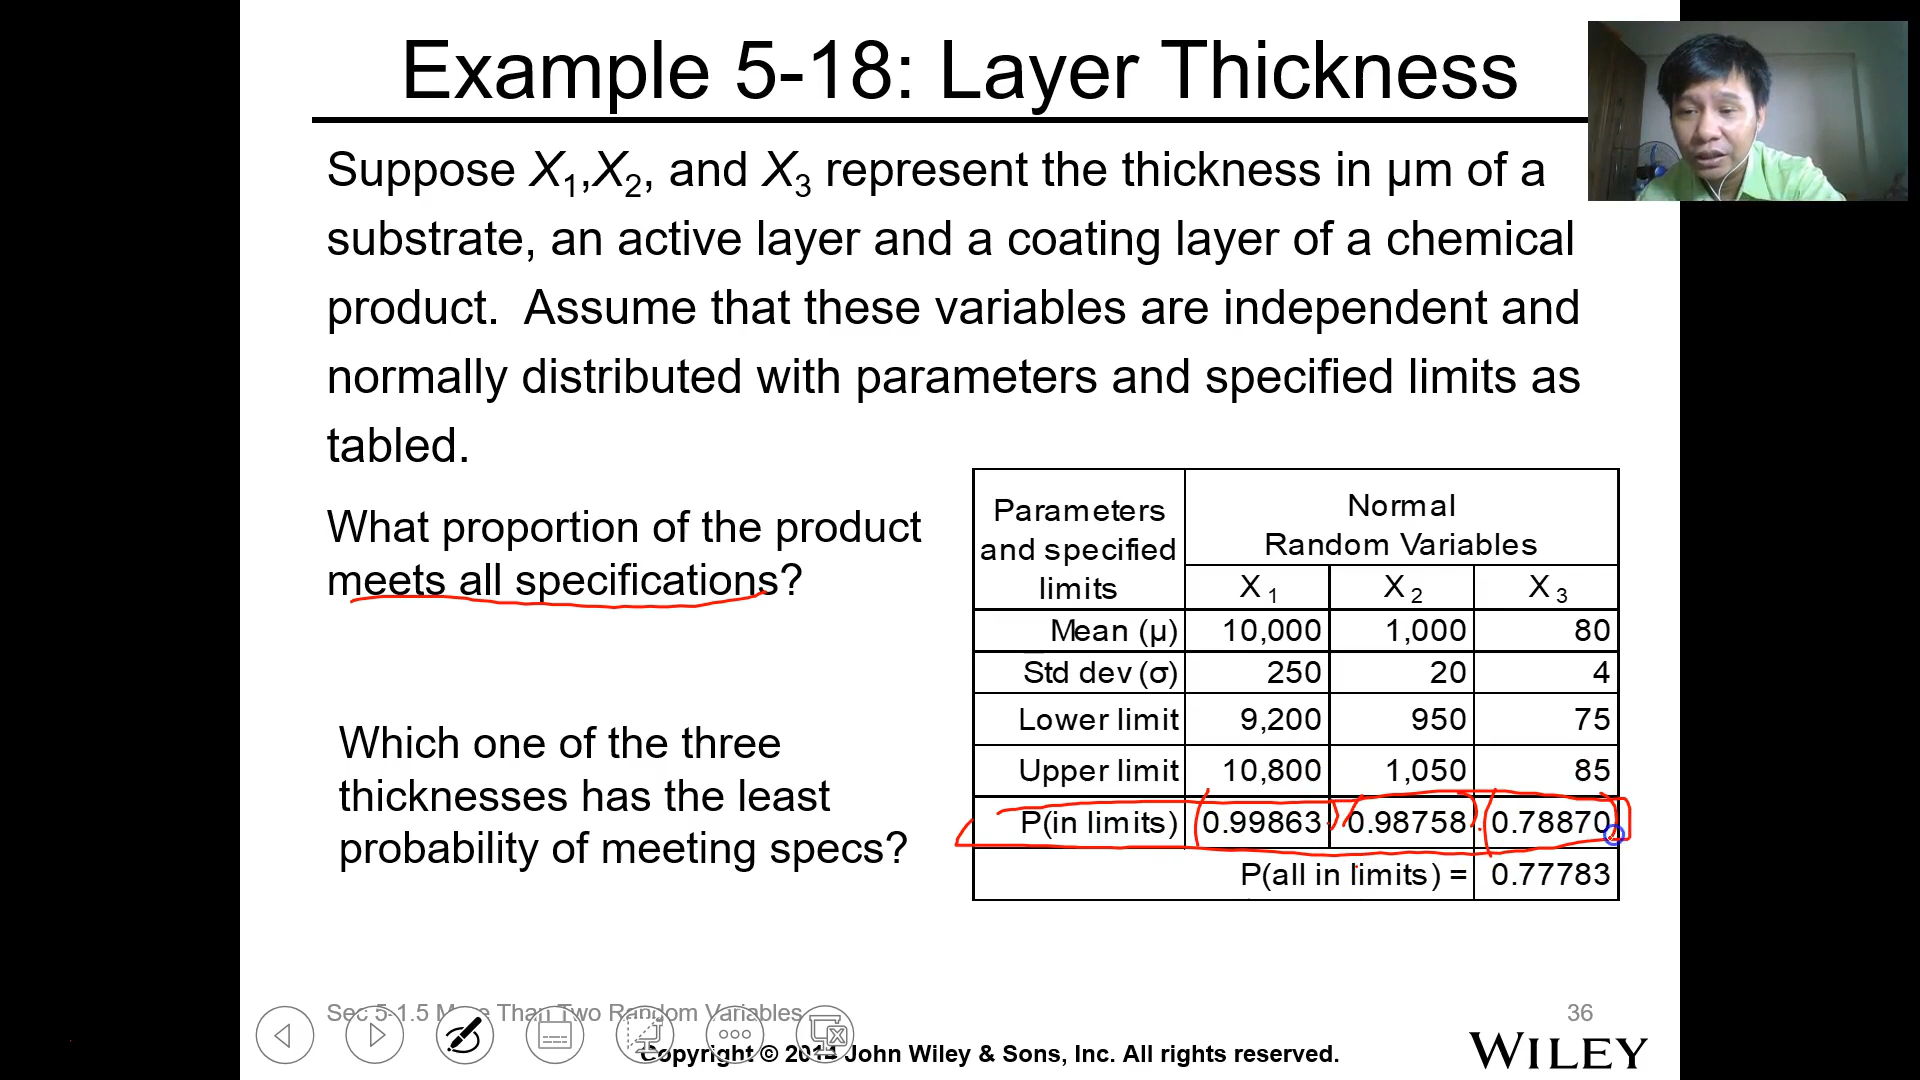 Example 5-18: Layer Thickness
Suppose X1,X2, and X3 represent the thickness in µm of a
substrate, an active layer and a coating layer of a chemical
product. Assume that these variables are independent and
normally distributed with parameters and specified limits as
tabled.
What proportion of the product
meets all specifications?
Which one of the three
thicknesses has the least
probability of meeting specs?
Parameters
and specified
limits
Normal
Random Variables
X 1 X 2 X 3
Mean (µ) 10,000 1,000 80
Std dev (σ) 250 20 4
Lower limit 9,200 950 75
Upper limit 10,800 1,050 85
P(in limits) 0.99863 0.98758 0.78870
P(all in limits) = 0.77783
Sec 5-1.5 More Than Two Random Variables
36
Copyright © 2014 John Wiley & Sons, Inc. All rights reserved.
WILEY